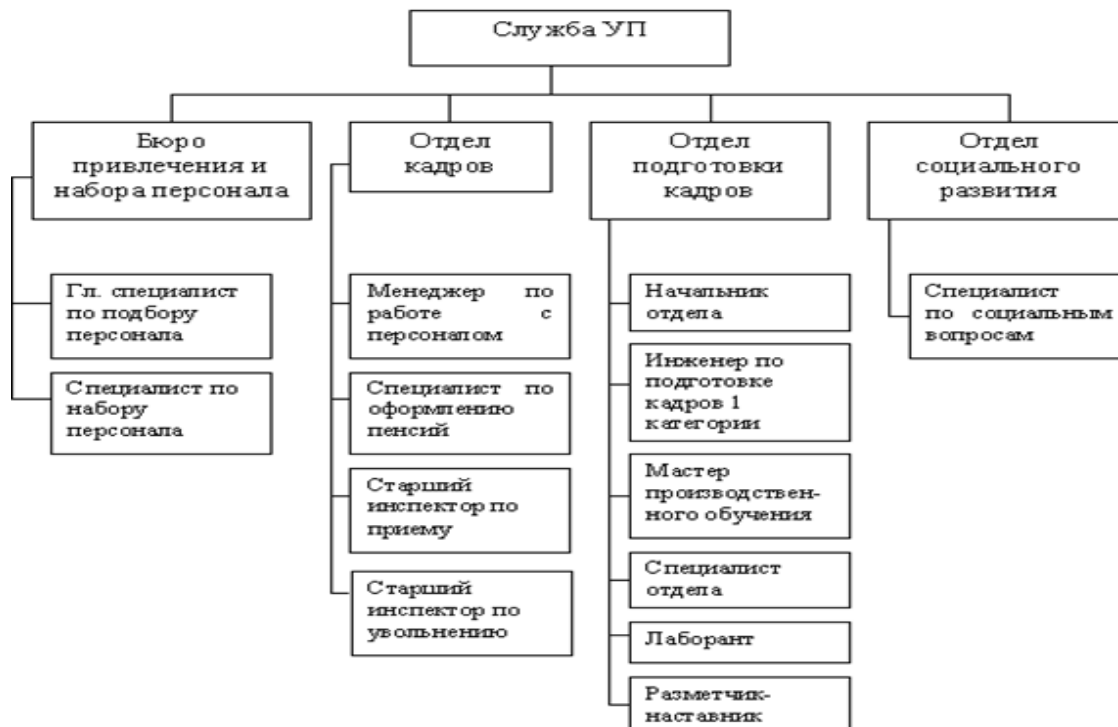 Служба УП
Бюро
привлечения и
набора персонала
Гл. специалист
по подбору
персонала
Специалист по
набору
персонала
Отдел
кадров
Менеджер по
работе с
персоналом
Специалист по
оформлению
пенсий
Старший
инспектор по
приему
Старший
инспектор по
увольнению
Отдел
подготовки
кадров
Начальник
отдела
Инженер по
подготовке
кадров 1
категории
Мастер
производствен-
ного обучения
Специалист
отдела
Лаборант
Разметчик-
наставник
Отдел
социального
развития
Специалист
по социальным
вопросам